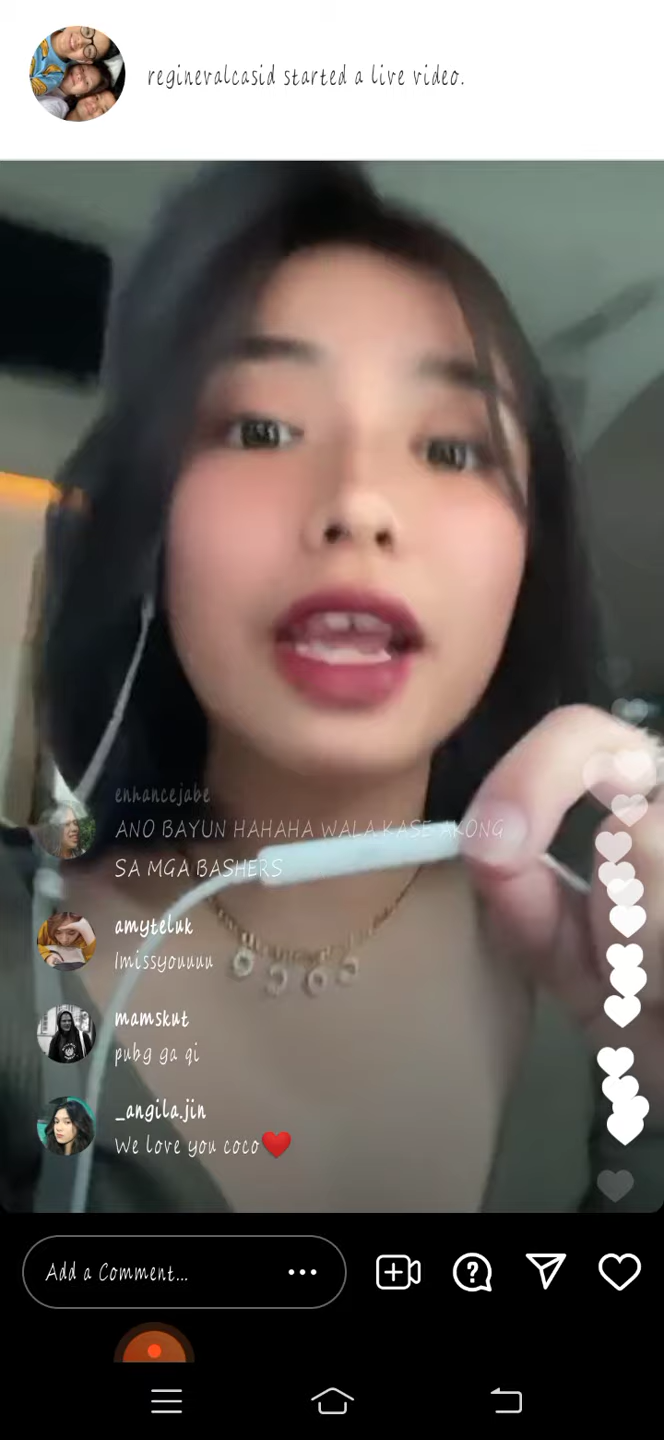 reginevalcasid started a live video.
enhancejabe
ANO BAYUN HAHAHA WALA KASE AKONG
SA MGA BASHERS
amyteluk
Imissyouuuu
mamskut
pubg ga qi
_angila.jin
We love you coco❤️
Add a Comment...